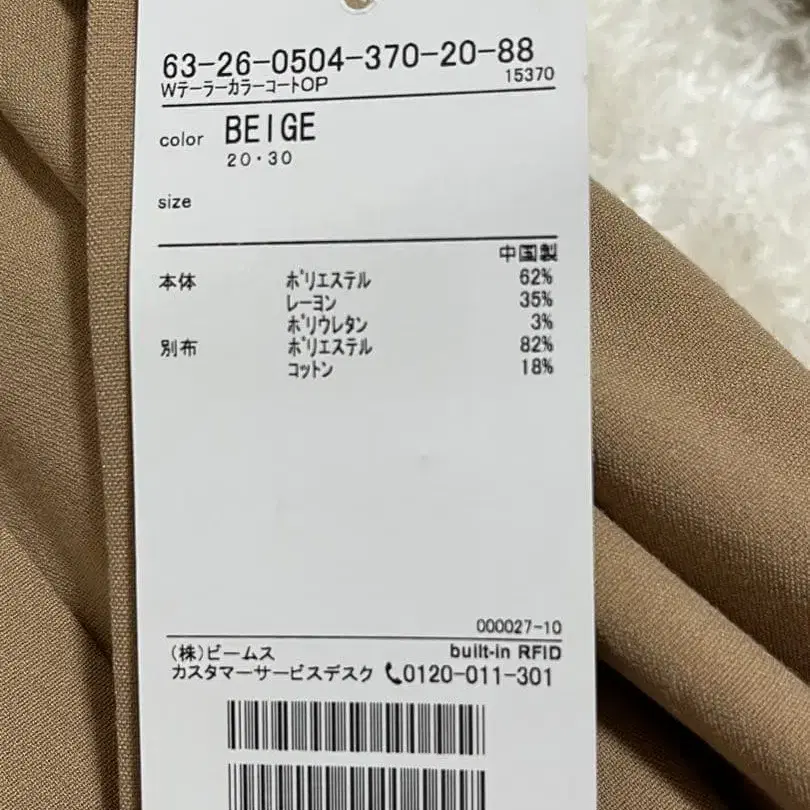 63-26-0504-370-20-88
WテーラーカラーコートOP 15370
color BEIGE
20・30
size
中国製
本体 ポリエステル 62%
レーヨン 35%
ポリウレタン 3%
別布 ポリエステル 82%
コットン 18%
000027-10
(株)ビームス built-in RFID
カスタマーサービスデスク 📞0120-011-301